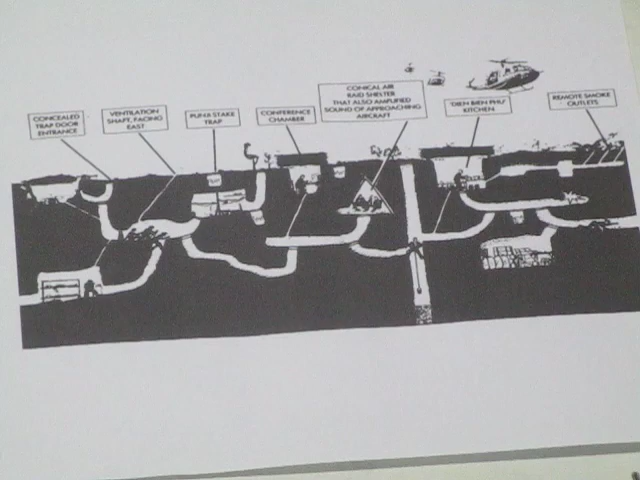 CONCEALED
TRAP DOOR
ENTRANCE
VENTILATION
SHAFT, FACING
EAST
PUNJI STAKE
TRAP
CONFERENCE
CHAMBER
CONICAL AIR
RAID SHELTER
THAT ALSO AMPLIFIED
SOUND OF APPROACHING
AIRCRAFT
'DIEN BIEN PHU'
KITCHEN
REMOTE SMOKE
OUTLETS